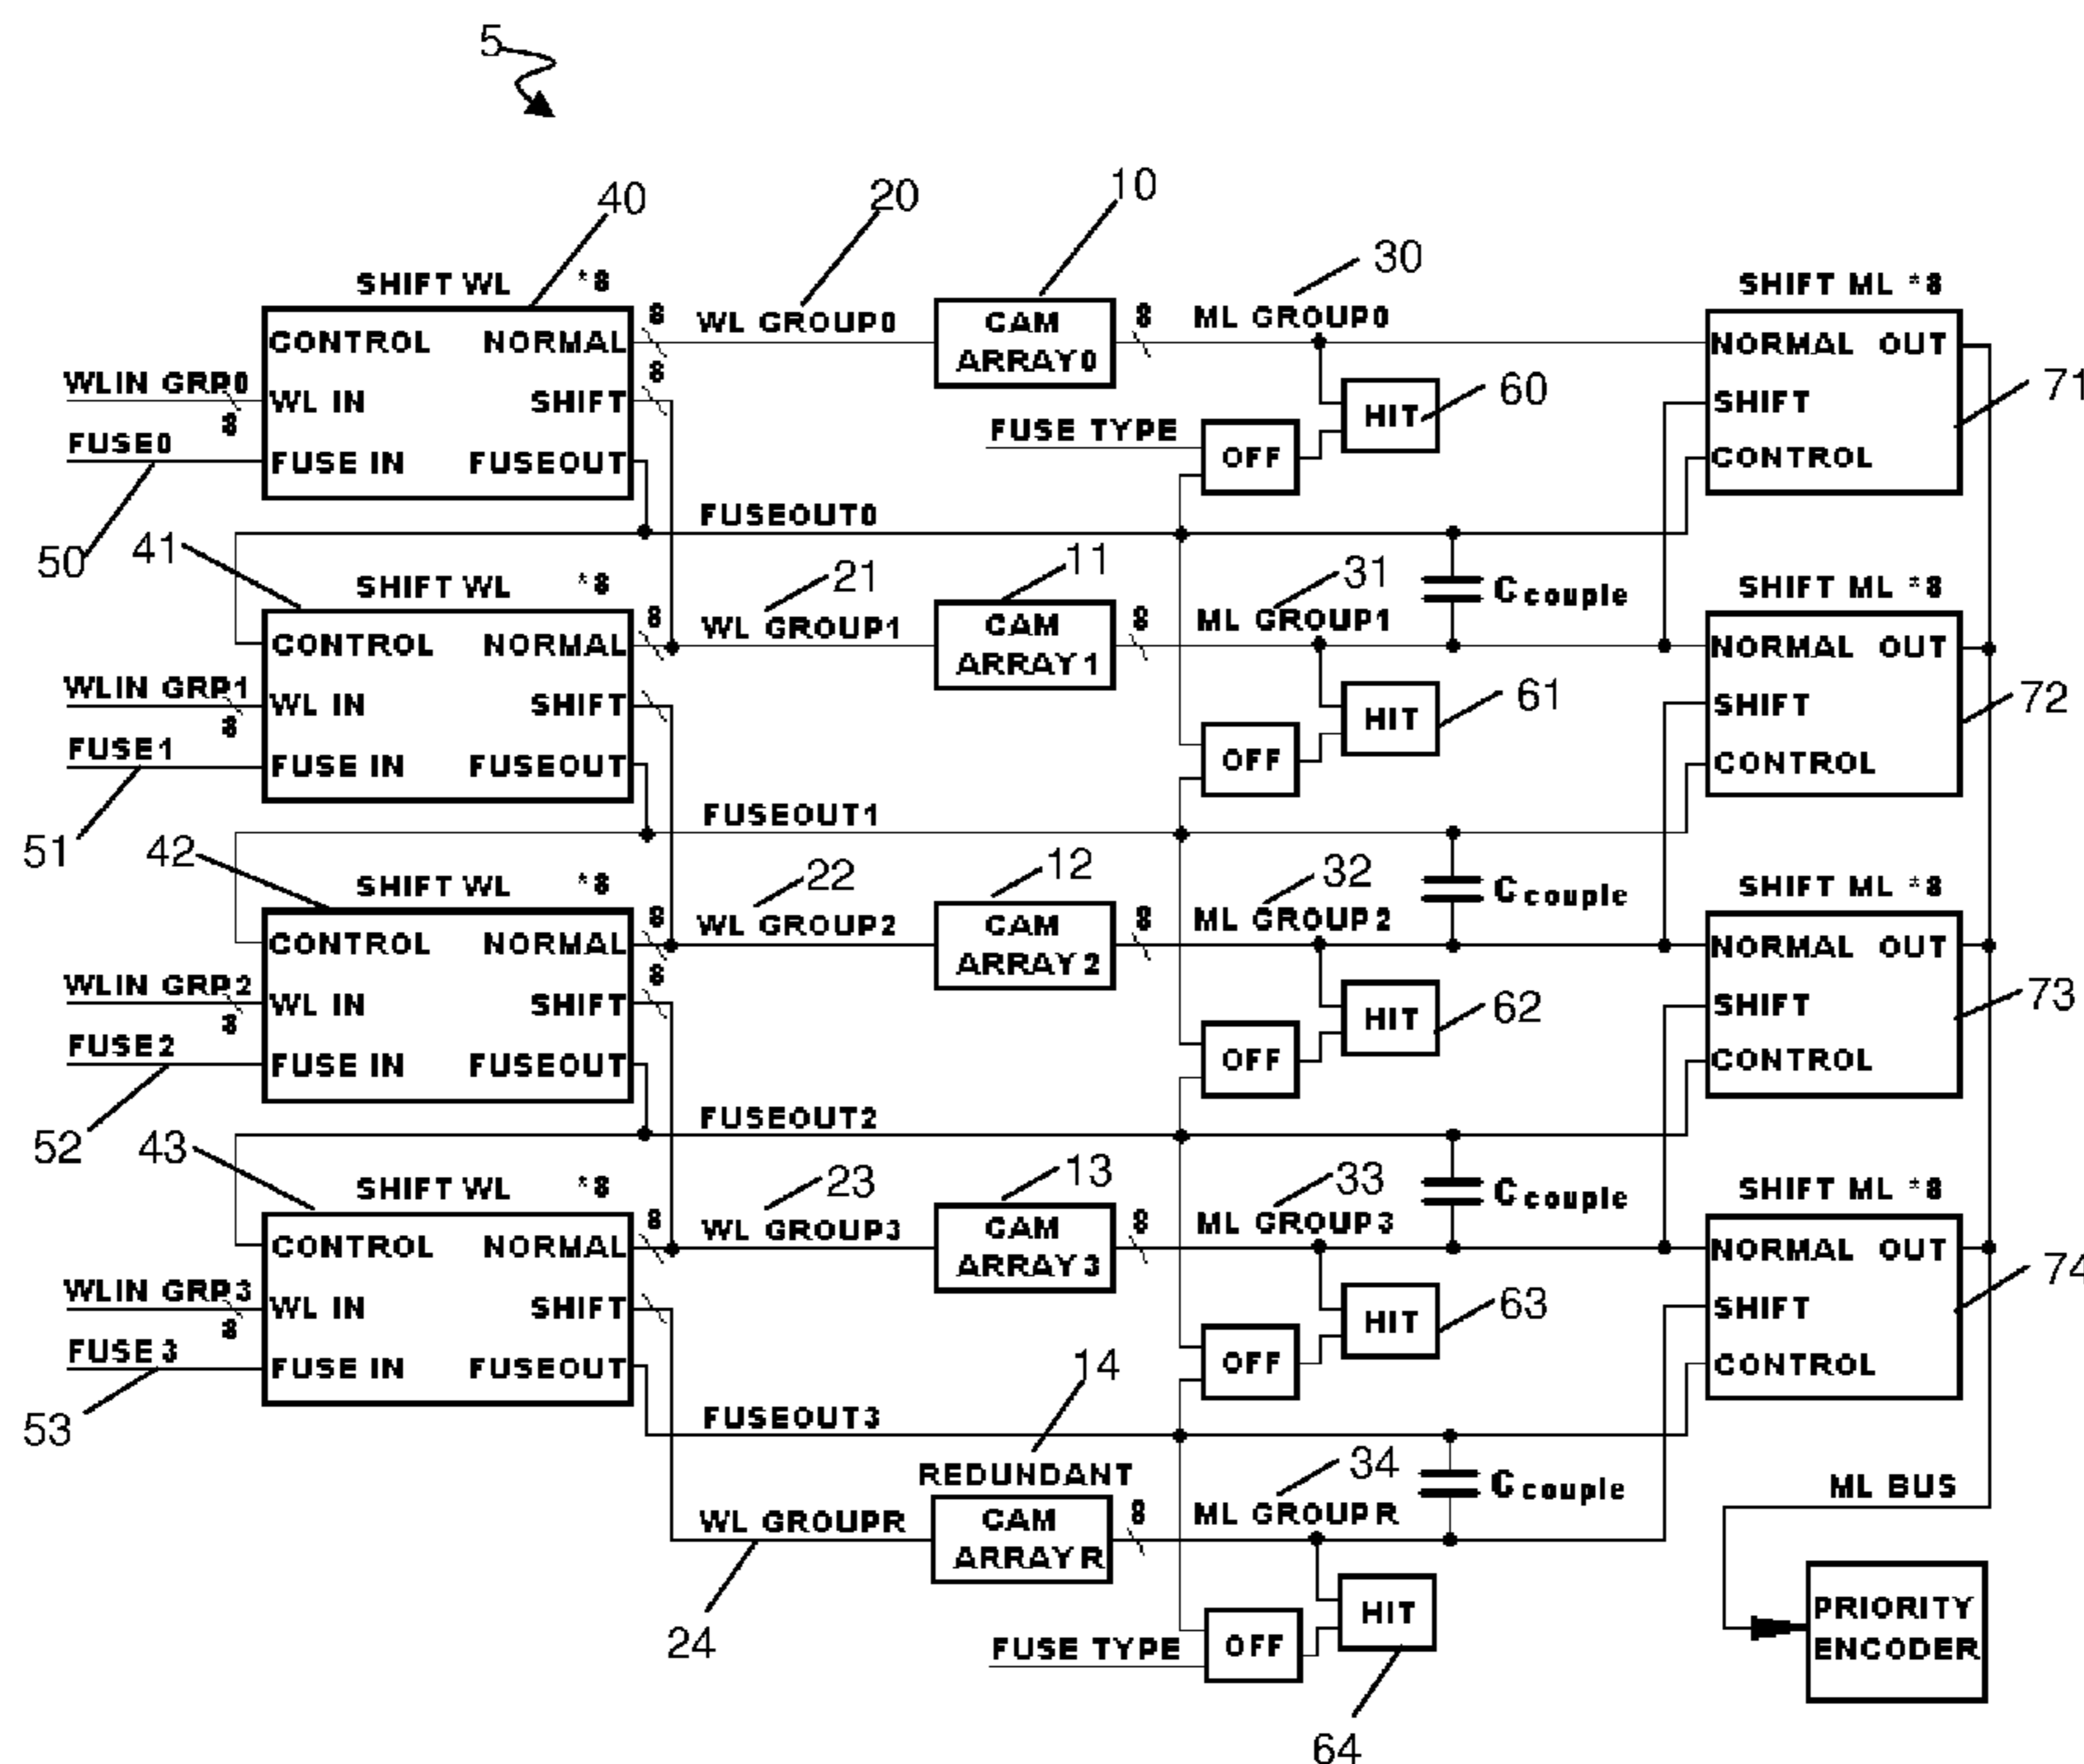 5
40
20
10
30
SHIFT WL *8
8
WL GROUP0
CAM
ARRAY0
8
ML GROUP0
SHIFT ML *8
CONTROL NORMAL
WLIN GRP0
8
WL IN SHIFT
8
FUSE0
FUSE IN FUSEOUT
FUSE TYPE
OFF
HIT
60
NORMAL OUT
SHIFT
CONTROL
71
50
41
FUSEOUT0
21
11
31
C couple
SHIFT WL *8
8
WL GROUP1
CAM
ARRAY1
8
ML GROUP1
SHIFT ML *8
CONTROL NORMAL
WLIN GRP1
8
WL IN SHIFT
FUSE1
FUSE IN FUSEOUT
OFF
HIT
61
NORMAL OUT
SHIFT
CONTROL
72
51
42
FUSEOUT1
22
12
32
C couple
SHIFT WL *8
8
WL GROUP2
CAM
ARRAY2
8
ML GROUP2
SHIFT ML *8
CONTROL NORMAL
WLIN GRP2
8
WL IN SHIFT
8
FUSE2
FUSE IN FUSEOUT
OFF
HIT
62
NORMAL OUT
SHIFT
CONTROL
73
52
43
FUSEOUT2
23
13
33
C couple
SHIFT WL *8
8
WL GROUP3
CAM
ARRAY3
8
ML GROUP3
SHIFT ML *8
CONTROL NORMAL
WLIN GRP3
8
WL IN SHIFT
FUSE3
FUSE IN FUSEOUT
OFF
HIT
63
NORMAL OUT
SHIFT
CONTROL
74
53
FUSEOUT3
14
REDUNDANT
34
C couple
WL GROUPR
CAM
ARRAYR
8
ML GROUPR
ML BUS
24
FUSE TYPE
OFF
HIT
64
PRIORITY
ENCODER